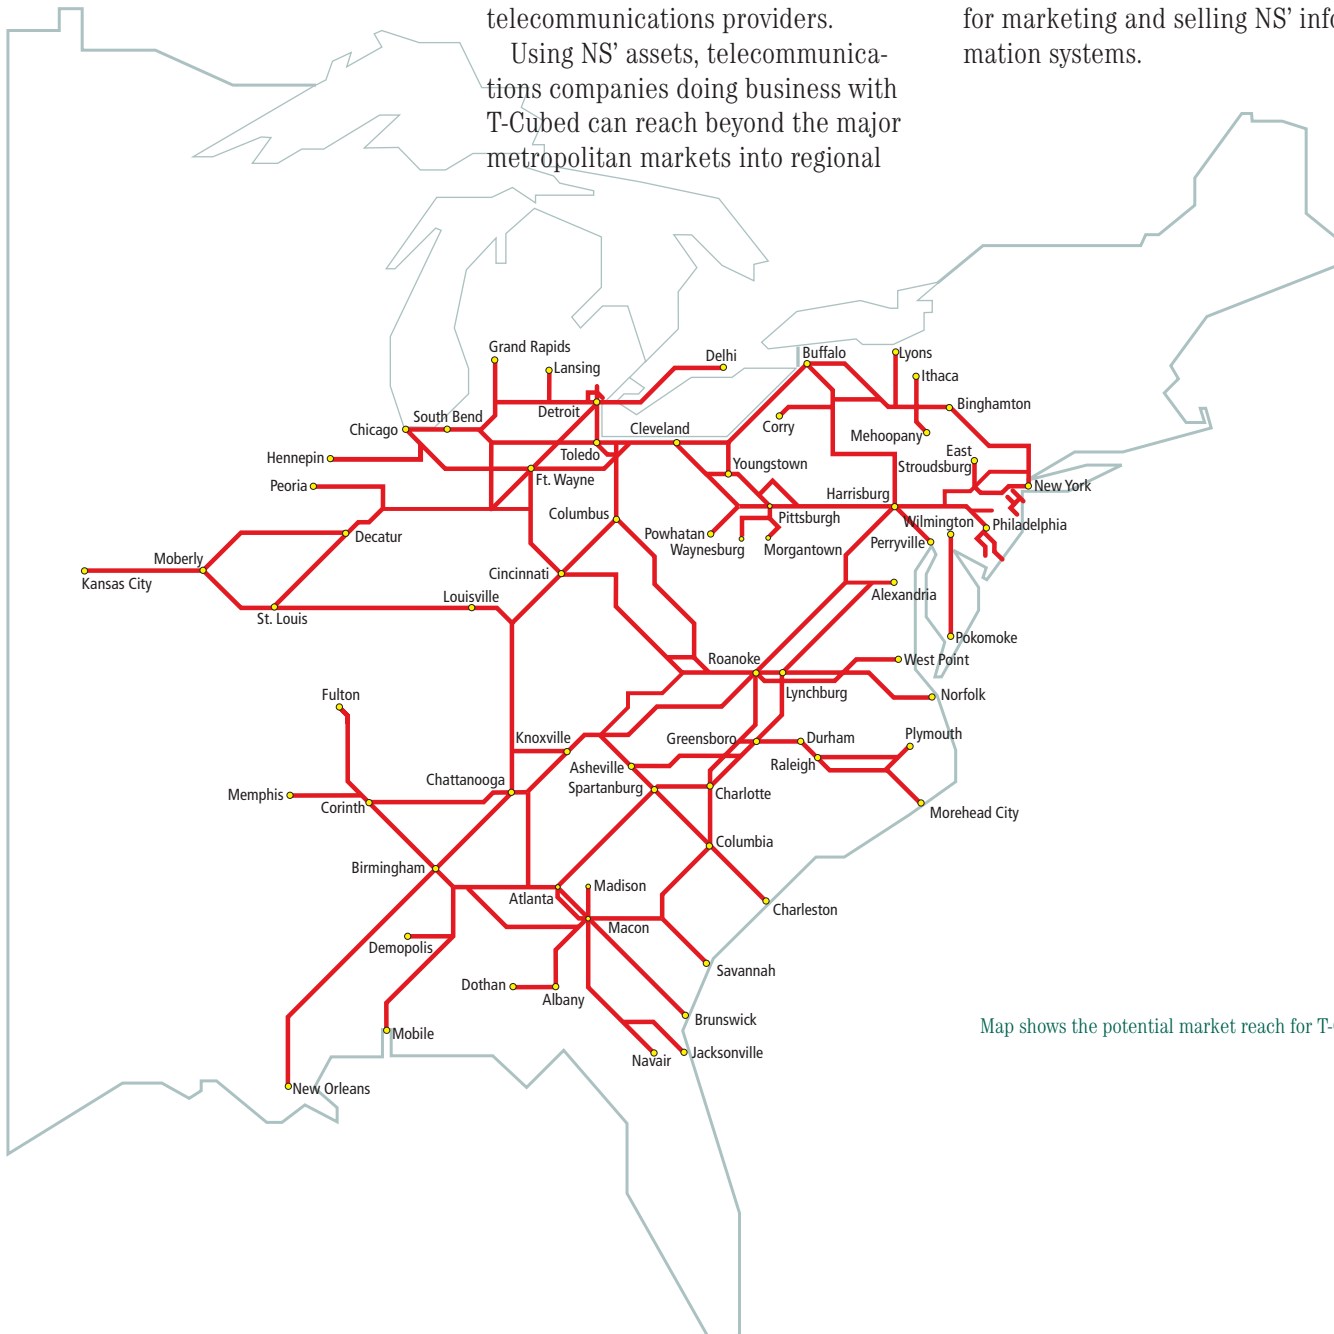 telecommunications providers.
Using NS’ assets, telecommunica-
tions companies doing business with
T-Cubed can reach beyond the major
metropolitan markets into regional
for marketing and selling NS’ info
mation systems.
Grand Rapids
Lansing
Delhi
Buffalo
Lyons
Ithaca
Detroit
Binghamton
South Bend
Chicago
Cleveland
Corry
Mehoopany
Hennepin
Toledo
Youngstown
East
Stroudsburg
Ft. Wayne
Peoria
Harrisburg
New York
Columbus
Pittsburgh
Wilmington
Philadelphia
Decatur
Powhatan
Waynesburg
Morgantown
Perryville
Moberly
Kansas City
Cincinnati
Louisville
Alexandria
St. Louis
Pokomoke
Roanoke
West Point
Lynchburg
Norfolk
Fulton
Knoxville
Greensboro
Durham
Plymouth
Asheville
Raleigh
Chattanooga
Spartanburg
Memphis
Corinth
Charlotte
Morehead City
Columbia
Birmingham
Atlanta
Madison
Charleston
Macon
Demopolis
Savannah
Dothan
Albany
Brunswick
Mobile
Navair
Jacksonville
New Orleans
Map shows the potential market reach for T-